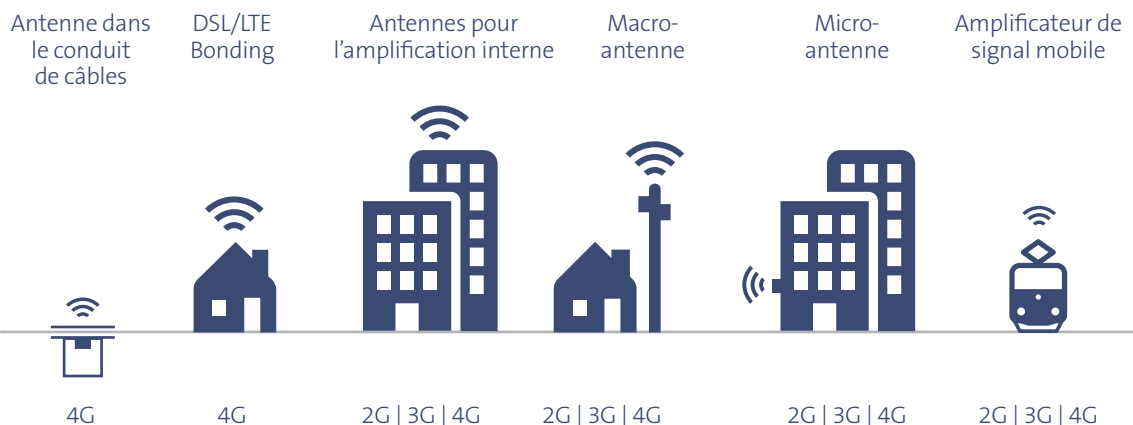 Antenne dans
le conduit
de câbles
DSL/LTE
Bonding
Antennes pour
l’amplification interne
Macro-
antenne
Micro-
antenne
Amplificateur de
signal mobile
4G
4G
2G | 3G | 4G
2G | 3G | 4G
2G | 3G | 4G
2G | 3G | 4G